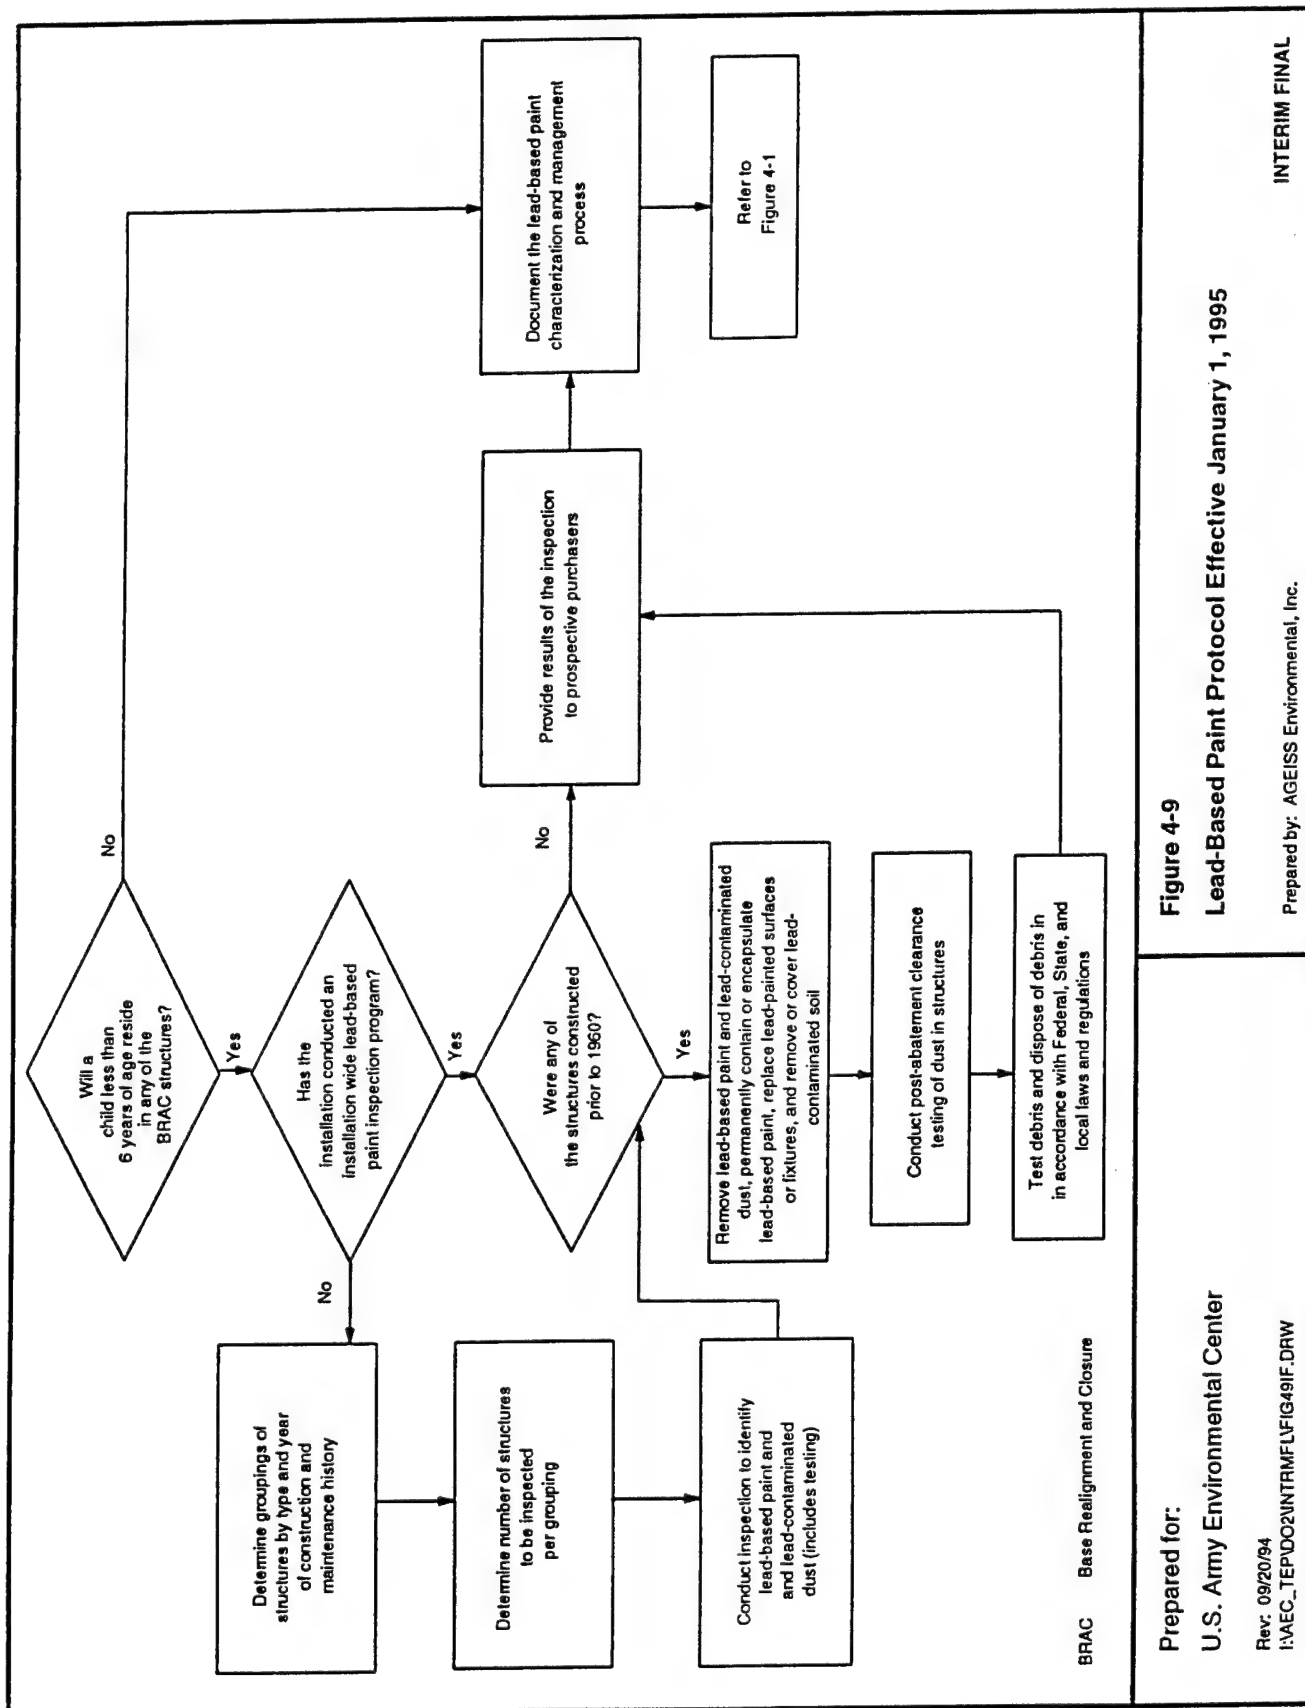 Will a
child less than
6 years of age reside
in any of the
BRAC structures?
No
Yes
Has the
installation conducted an
installation wide lead-based
paint inspection program?
No
Yes
Determine groupings of
structures by type and year
of construction and
maintenance history
Determine number of structures
to be inspected
per grouping
Conduct inspection to identify
lead-based paint and
and lead-contaminated
dust (includes testing)
Were any of
the structures constructed
prior to 1960?
No
Yes
Remove lead-based paint and lead-contaminated
dust, permanently contain or encapsulate
lead-based paint, replace lead-painted surfaces
or fixtures, and remove or cover lead-
contaminated soil
Conduct post-abatement clearance
testing of dust in structures
Test debris and dispose of debris in
in accordance with Federal, State, and
local laws and regulations
Provide results of the inspection
to prospective purchasers
Document the lead-based paint
characterization and management
process
Refer to
Figure 4-1
BRAC Base Realignment and Closure
Prepared for:
U.S. Army Environmental Center
Rev: 09/20/94
I:\AEC_TEP\DO2\INTRMFL\FIG49IF.DRW
Figure 4-9
Lead-Based Paint Protocol Effective January 1, 1995
Prepared by: AGEISS Environmental, Inc.
INTERIM FINAL